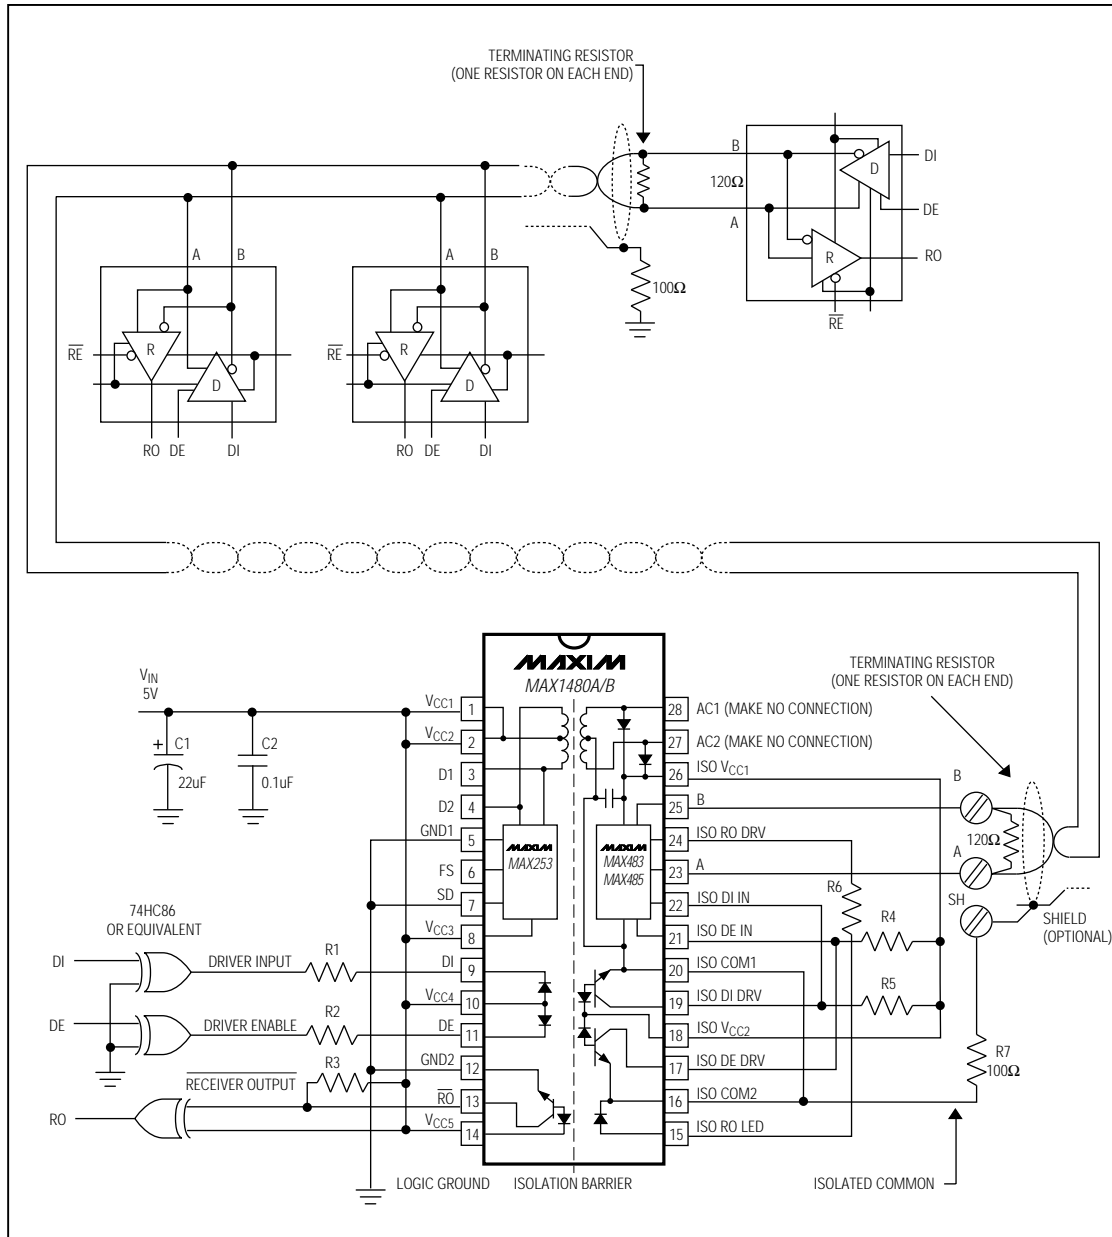 TERMINATING RESISTOR
(ONE RESISTOR ON EACH END)
B
120Ω
A
D
DI
DE
R
RO
RE
100Ω
A B
RE
R
D
RO DE DI
A B
RE
R
D
RO DE DI
VIN
5V
+ C1
22uF
C2
0.1uF
MAXIM
MAX1480A/B
VCC1 1
VCC2 2
D1 3
D2 4
GND1 5
FS 6
SD 7
VCC3 8
DI 9
VCC4 10
DE 11
GND2 12
RO 13
VCC5 14
MAXIM
MAX253
MAXIM
MAX483
MAX485
28 AC1 (MAKE NO CONNECTION)
27 AC2 (MAKE NO CONNECTION)
26 ISO VCC1
25 B
24 ISO RO DRV
23 A
22 ISO DI IN
21 ISO DE IN
20 ISO COM1
19 ISO DI DRV
18 ISO VCC2
17 ISO DE DRV
16 ISO COM2
15 ISO RO LED
74HC86
OR EQUIVALENT
DI
DRIVER INPUT
R1
DE
DRIVER ENABLE
R2
RECEIVER OUTPUT
R3
RO
R6
R4
R5
TERMINATING RESISTOR
(ONE RESISTOR ON EACH END)
B
120Ω
A
SH
SHIELD
(OPTIONAL)
R7
100Ω
LOGIC GROUND
ISOLATION BARRIER
ISOLATED COMMON